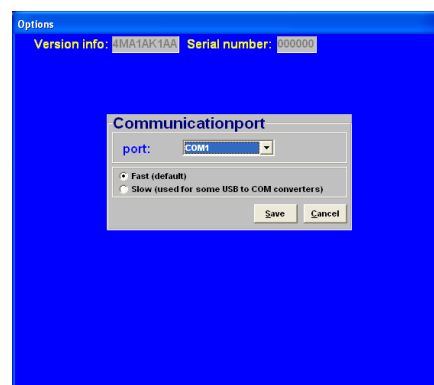 Options
Version info: 4MA1AK1AA Serial number: 000000
Communicationport
port: COM1
Fast (default)
Slow (used for some USB to COM converters)
Save Cancel